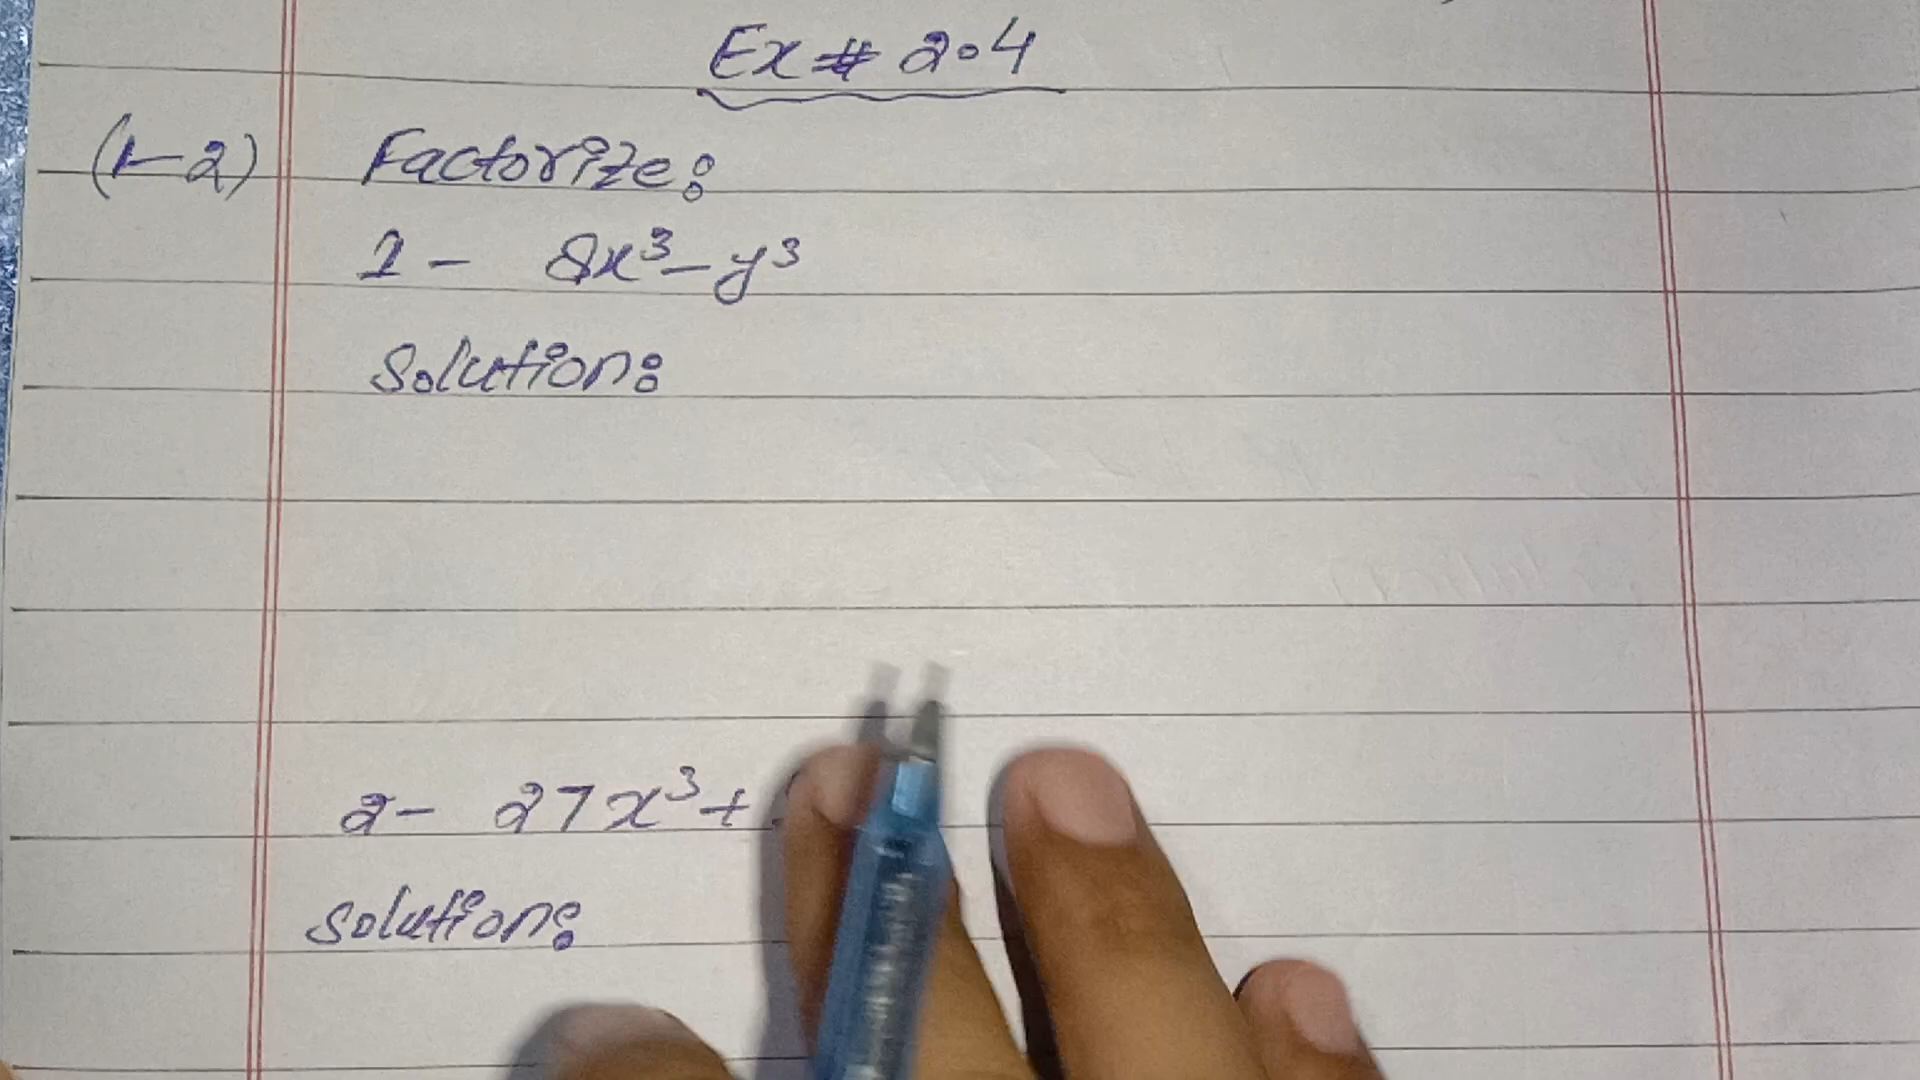 Ex # 2.4
(1-2) Factorize:
1- 8x³-y³
Solution:
2- 27x³+
Solution: